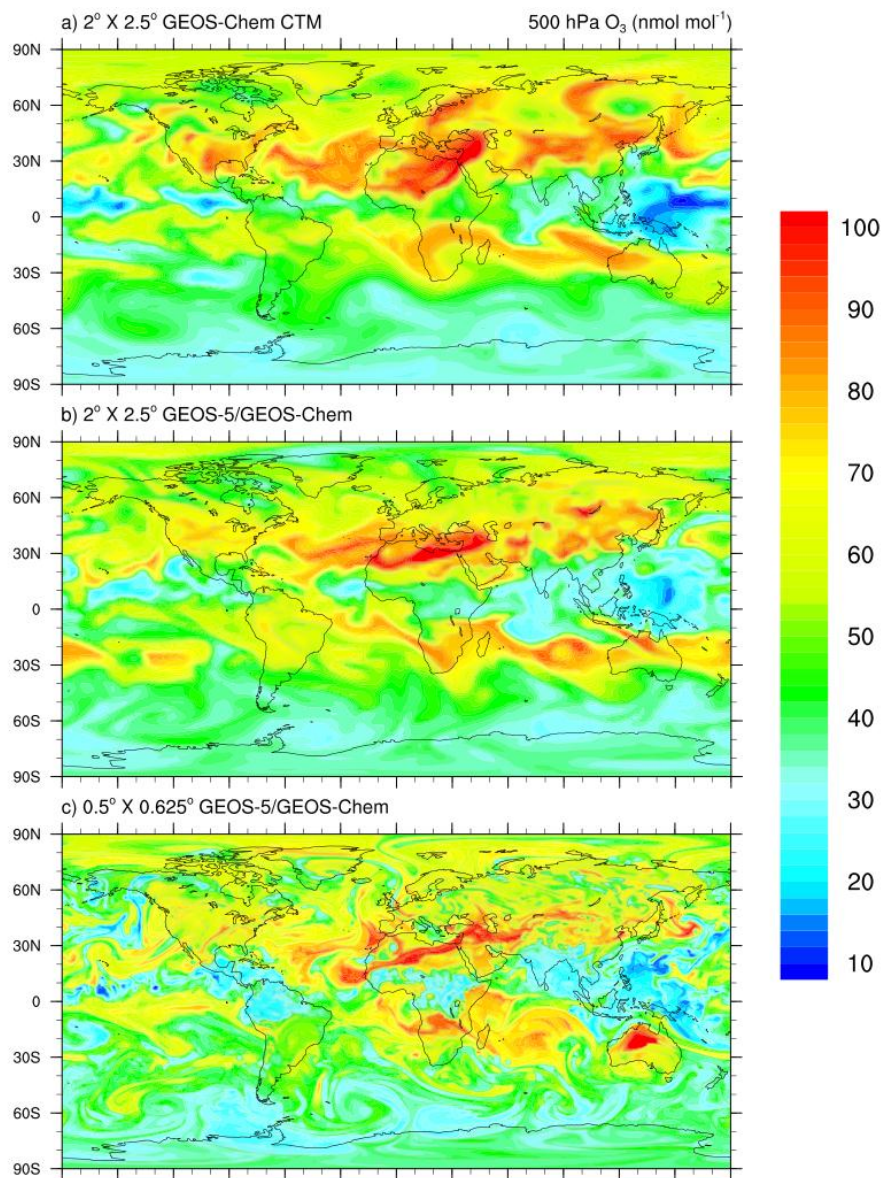 a) 2° X 2.5° GEOS-Chem CTM 500 hPa O₃ (nmol mol⁻¹)
90N
60N
30N
0
30S
60S
90S
b) 2° X 2.5° GEOS-5/GEOS-Chem
90N
60N
30N
0
30S
60S
90S
c) 0.5° X 0.625° GEOS-5/GEOS-Chem
90N
60N
30N
0
30S
60S
90S
100
90
80
70
60
50
40
30
20
10